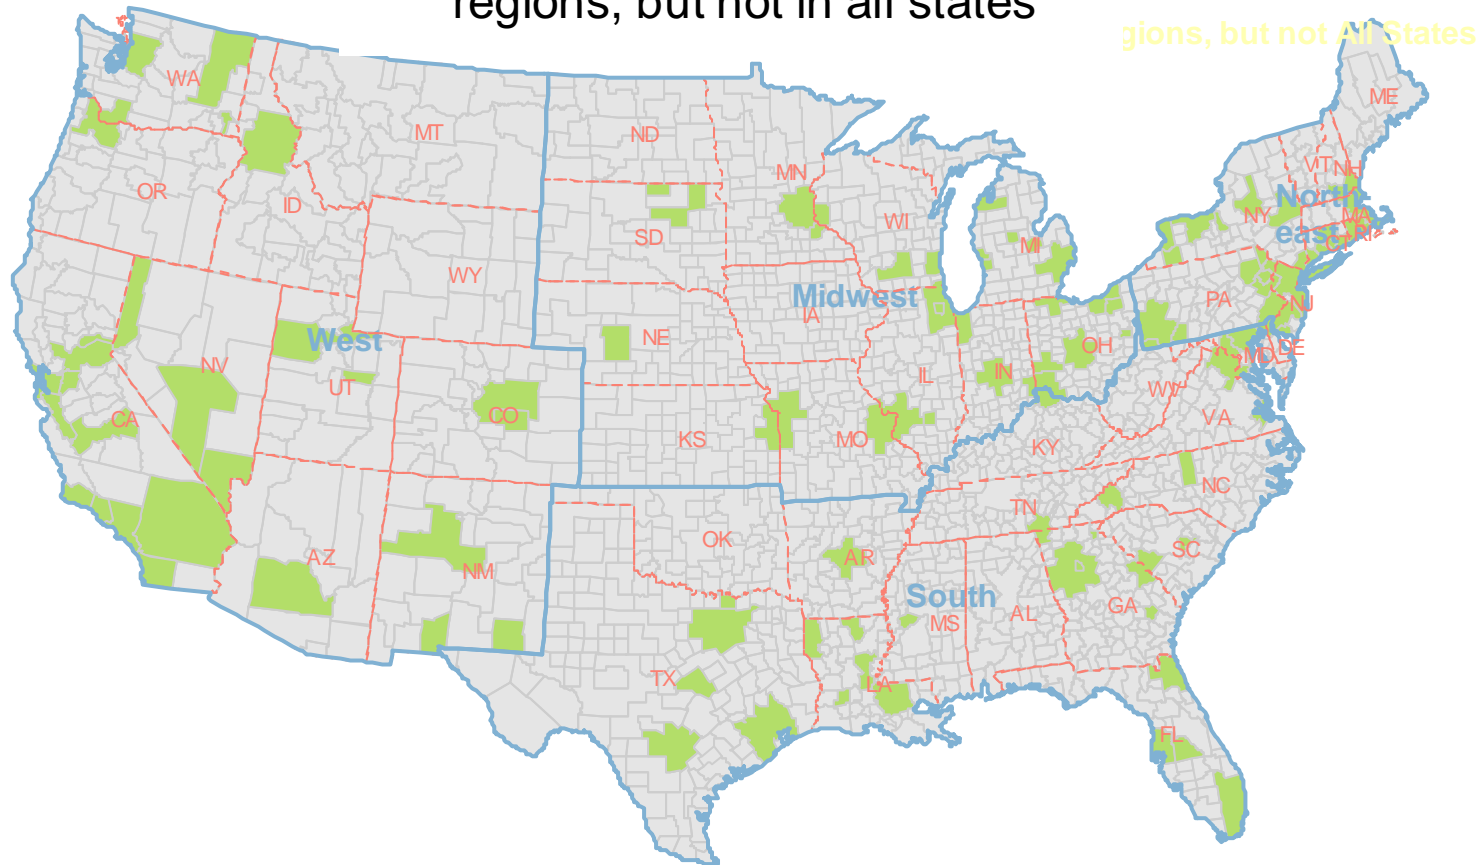 regions, but not in all states
gions, but not All States
WA
ME
MT
ND
MN
VT
NH
OR
ID
SD
WI
NY
North-
east
MA
CT
RI
MI
WY
Midwest
IA
PA
NJ
West
NE
OH
MD
DE
NV
UT
IL
IN
WV
CO
CA
KS
MO
VA
KY
NC
TN
OK
AR
SC
AZ
NM
South
MS
AL
GA
TX
LA
FL